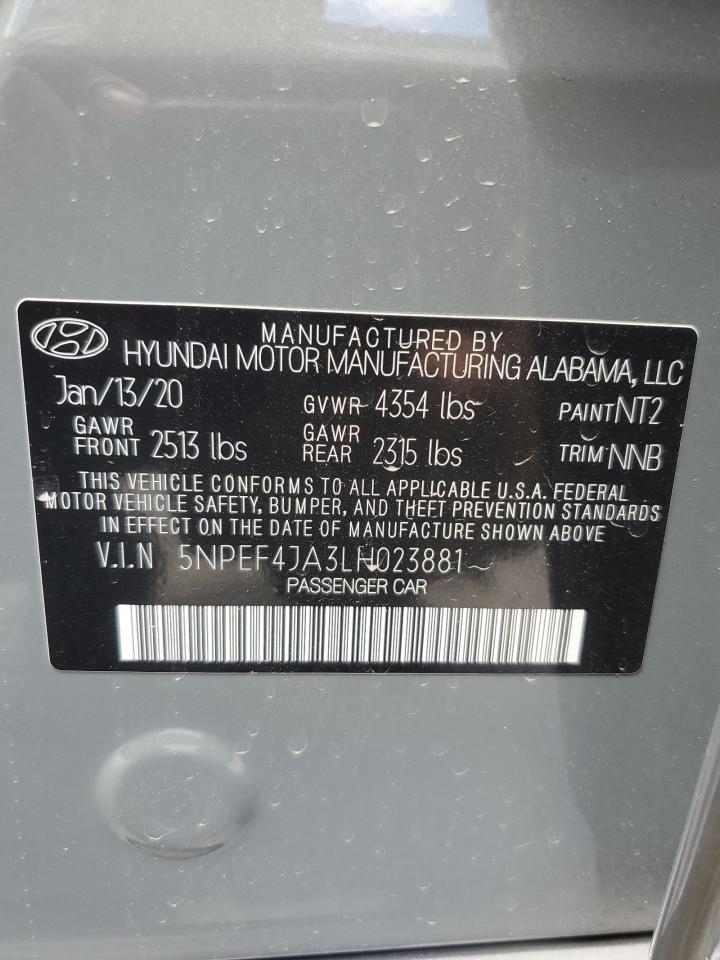 MANUFACTURED BY
HYUNDAI MOTOR MANUFACTURING ALABAMA, LLC
Jan/13/20 GVWR 4354 lbs PAINT NT2
GAWR FRONT 2513 lbs GAWR REAR 2315 lbs TRIM NNB
THIS VEHICLE CONFORMS TO ALL APPLICABLE U.S.A. FEDERAL
MOTOR VEHICLE SAFETY, BUMPER, AND THEFT PREVENTION STANDARDS
IN EFFECT ON THE DATE OF MANUFACTURE SHOWN ABOVE
V.I.N 5NPEF4JA3LH023881~
PASSENGER CAR